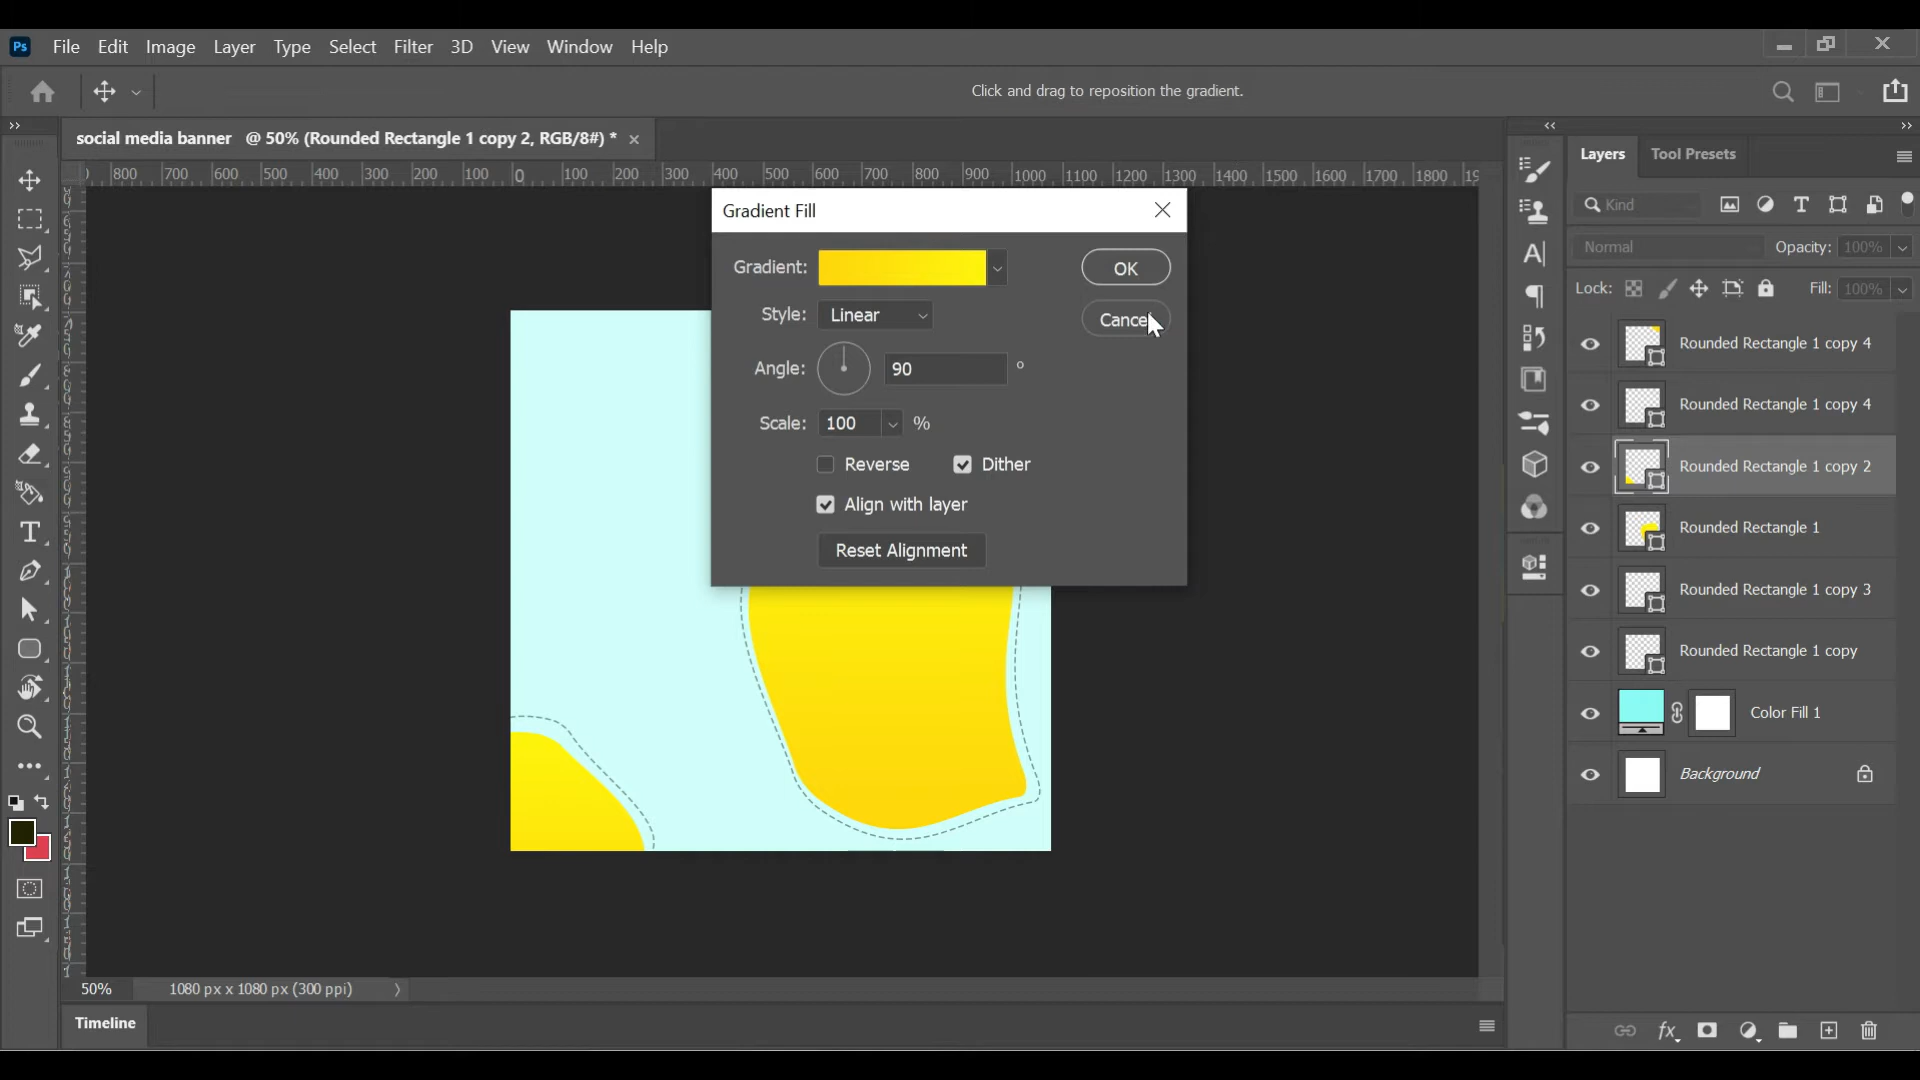 Ps File Edit Image Layer Type Select Filter 3D View Window Help
Click and drag to reposition the gradient.
social media banner @ 50% (Rounded Rectangle 1 copy 2, RGB/8#) *
800 700 600 500 400 300 200 100 0 100 200 300 400 500 600 700 800 900 1000 1100 1200 1300 1400 1500 1600 1700 1800
Gradient Fill
Gradient:
OK
Style: Linear
Cancel
Angle: 90 °
Scale: 100 %
Reverse Dither
Align with layer
Reset Alignment
Layers Tool Presets
Kind
Normal Opacity: 100%
Lock: Fill: 100%
Rounded Rectangle 1 copy 4
Rounded Rectangle 1 copy 4
Rounded Rectangle 1 copy 2
Rounded Rectangle 1
Rounded Rectangle 1 copy 3
Rounded Rectangle 1 copy
Color Fill 1
Background
fx
50% 1080 px x 1080 px (300 ppi)
Timeline